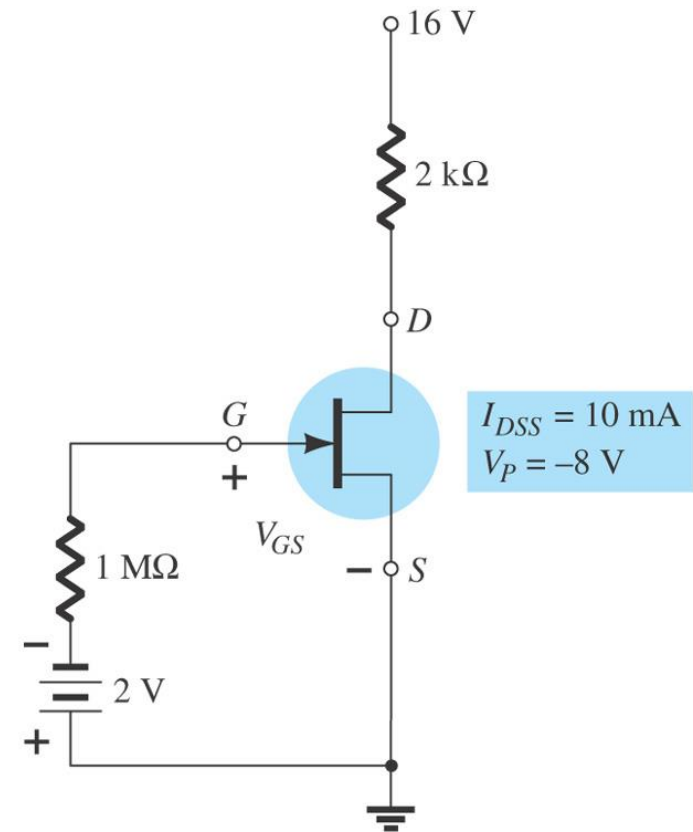 16 V
2 kΩ
D
G
I_DSS = 10 mA
V_P = –8 V
+
V_GS
1 MΩ
– S
–
2 V
+